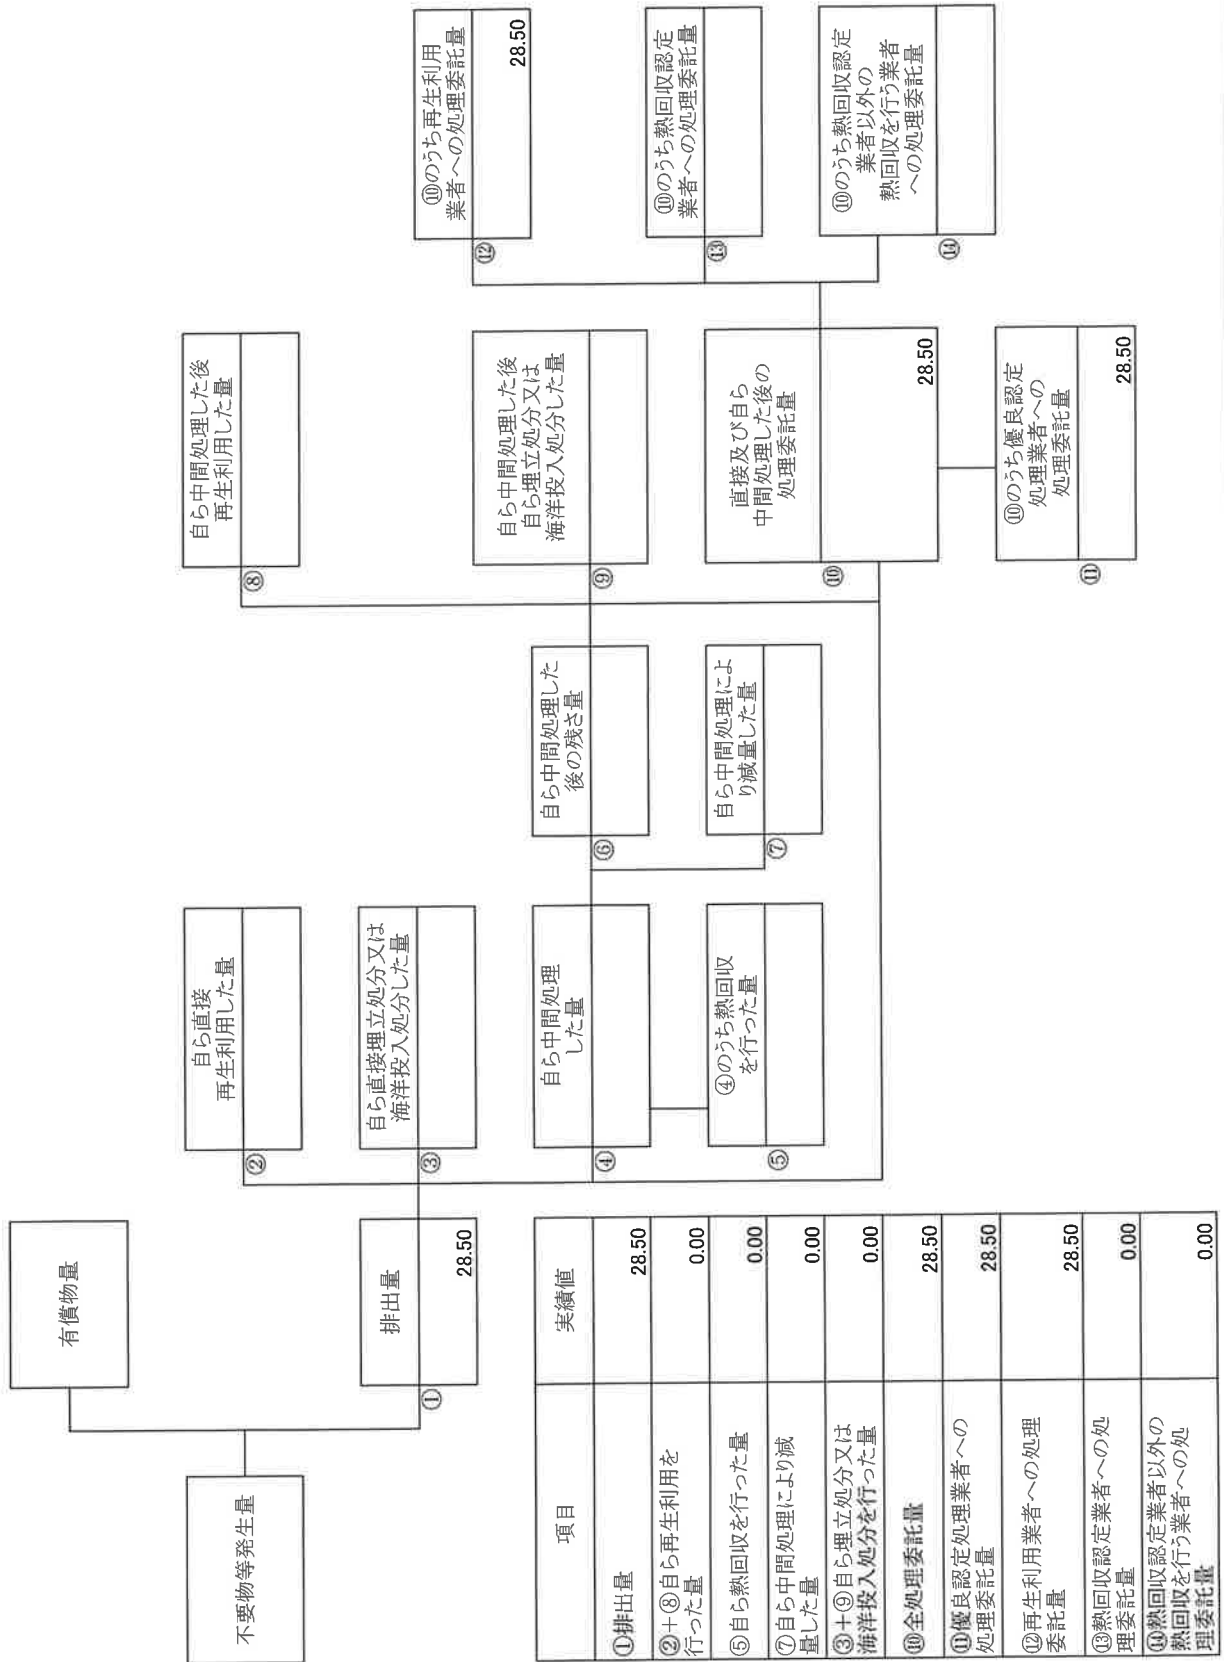 不要物等発生量
有償物量
①
排出量
28.50
②
自ら直接
再生利用した量
③
自ら直接埋立処分又は
海洋投入処分した量
④
自ら中間処理
した量
⑤
④のうち熱回収
を行った量
⑥
自ら中間処理した
後の残さ量
⑦
自ら中間処理によ
り減量した量
⑧
自ら中間処理した後
再生利用した量
⑨
自ら中間処理した後
自ら埋立処分又は
海洋投入処分した量
⑩
直接及び自ら
中間処理した後の
処理委託量
28.50
⑪
⑩のうち優良認定
処理業者への
処理委託量
28.50
⑫
⑩のうち再生利用
業者への処理委託量
28.50
⑬
⑩のうち熱回収認定
業者への処理委託量
⑭
⑩のうち熱回収認定
業者以外の
熱回収を行う業者
への処理委託量
項目 実績値
①排出量 28.50
②+⑧自ら再生利用を
行った量 0.00
⑤自ら熱回収を行った量 0.00
⑦自ら中間処理により減
量した量 0.00
③+⑨自ら埋立処分又は
海洋投入処分を行った量 0.00
⑩全処理委託量 28.50
⑪優良認定処理業者への
処理委託量 28.50
⑫再生利用業者への処理
委託量 28.50
⑬熱回収認定業者への処
理委託量 0.00
⑭熱回収認定業者以外の
熱回収を行う業者への処
理委託量 0.00